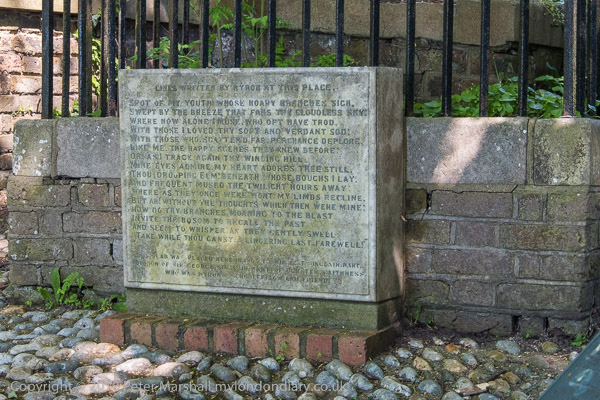 LINES WRITTEN BY BYRON AT THIS PLACE.
SPOT OF MY YOUTH WHOSE HOARY BRANCHES SIGH,
SWEPT BY THE BREEZE THAT FANS THY CLOUDLESS SKY;
WHERE NOW ALONE I MUSE, WHO OFT HAVE TROD,
WITH THOSE I LOVED, THY SOFT AND VERDANT SOD;
WITH THOSE WHO SCATTER'D FAR, PERCHANCE DEPLORE,
LIKE ME, THE HAPPY SCENES THEY KNEW BEFORE
OH! AS I TRACE AGAIN THY WINDING HILL,
MINE EYES ADMIRE, MY HEART ADORES THEE STILL,
THOU DROOPING ELM! BENEATH WHOSE BOUGHS I LAY,
AND FREQUENT MUSED THE TWILIGHT HOURS AWAY;
WHERE, AS THEY ONCE WERE WONT, MY LIMBS RECLINE,
BUT AH! WITHOUT THE THOUGHTS WHICH THEN WERE MINE:
HOW DO THY BRANCHES, MOANING TO THE BLAST,
INVITE THE BOSOM TO RECALL THE PAST,
AND SEEM TO WHISPER, AS THEY GENTLY SWELL,
"TAKE WHILE THOU CANST, A LINGERING, LAST FAREWELL!"
OF SIR GEORGE
WHO WAS
Copyright © 2018 Peter Marshall, mylondondiary.co.uk